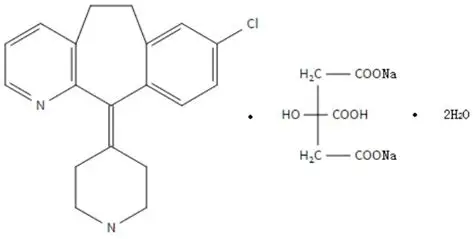 Cl
N
N
•
H₂C — COONa
HO — COOH
H₂C — COONa
•
2H₂O